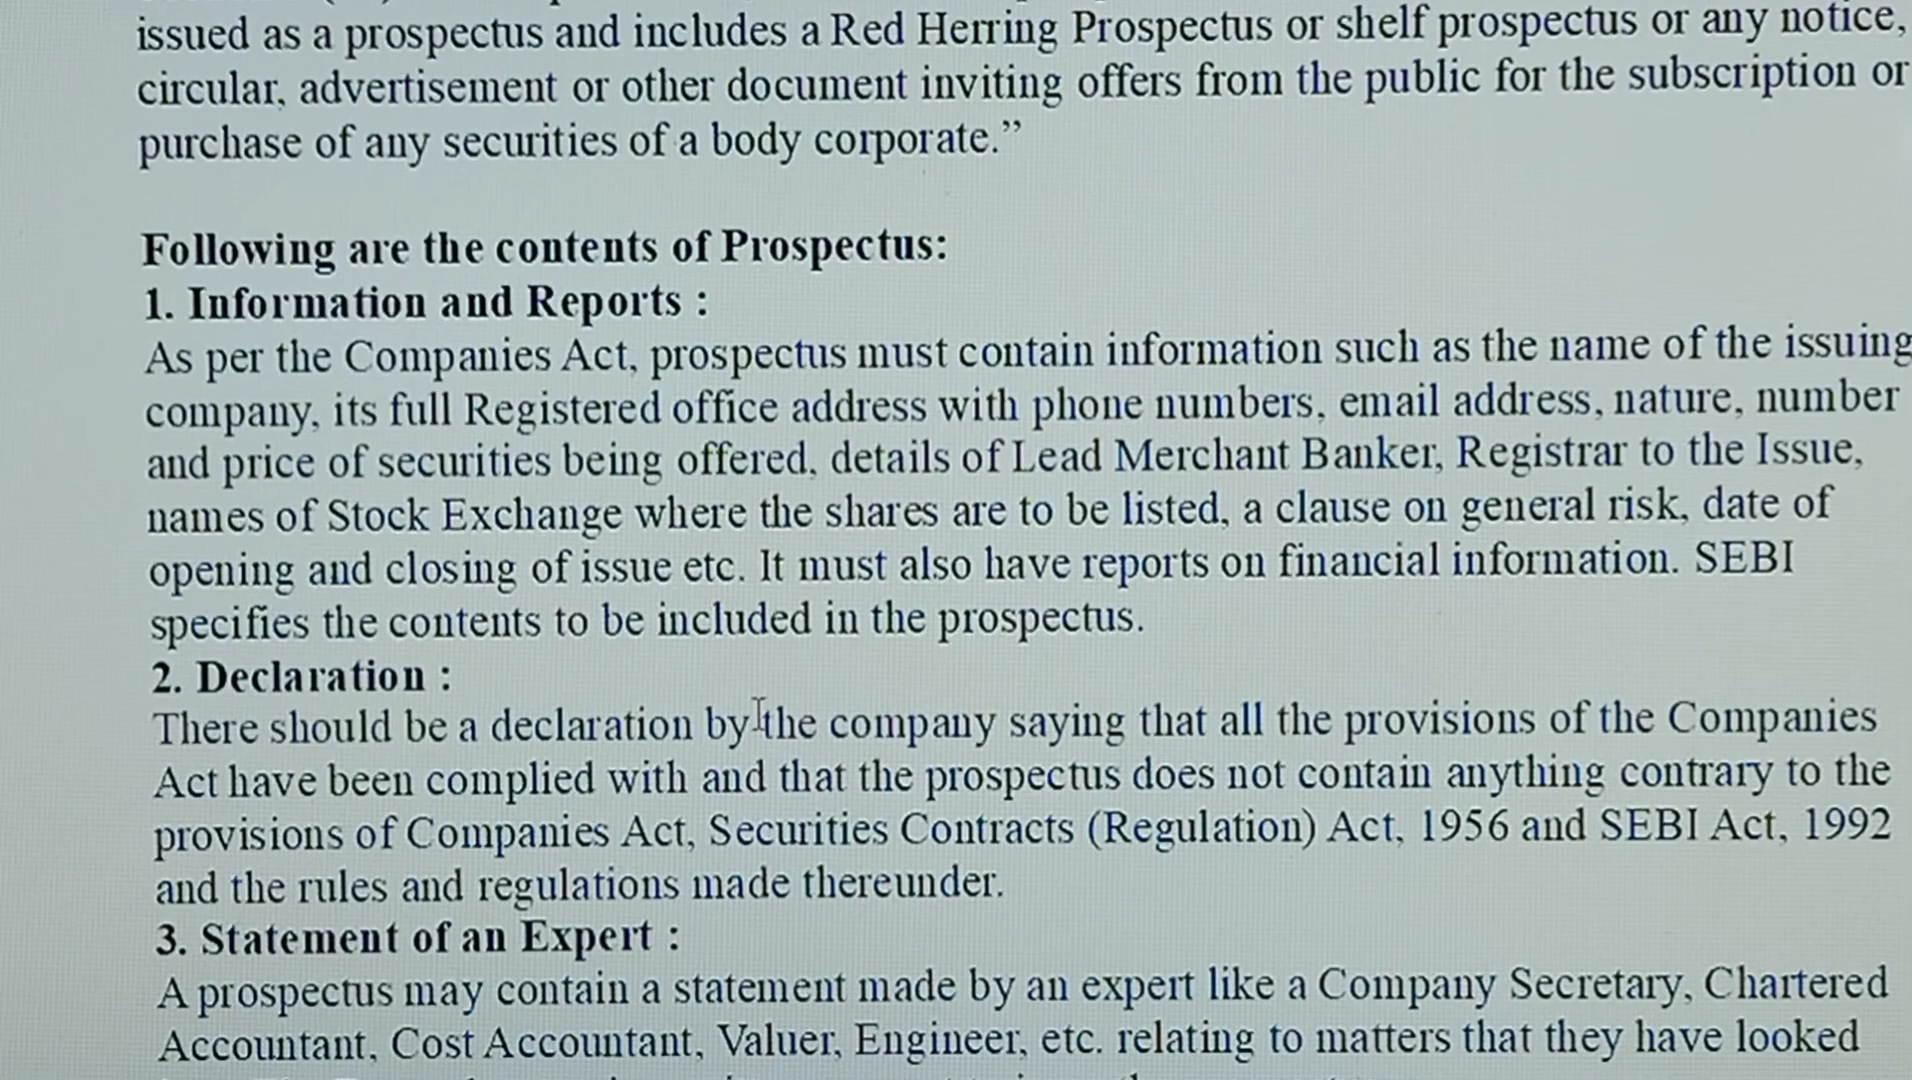 issued as a prospectus and includes a Red Herring Prospectus or shelf prospectus or any notice,
circular, advertisement or other document inviting offers from the public for the subscription or
purchase of any securities of a body corporate.”
Following are the contents of Prospectus:
1. Information and Reports :
As per the Companies Act, prospectus must contain information such as the name of the issuing
company, its full Registered office address with phone numbers, email address, nature, number
and price of securities being offered, details of Lead Merchant Banker, Registrar to the Issue,
names of Stock Exchange where the shares are to be listed, a clause on general risk, date of
opening and closing of issue etc. It must also have reports on financial information. SEBI
specifies the contents to be included in the prospectus.
2. Declaration :
There should be a declaration by the company saying that all the provisions of the Companies
Act have been complied with and that the prospectus does not contain anything contrary to the
provisions of Companies Act, Securities Contracts (Regulation) Act, 1956 and SEBI Act, 1992
and the rules and regulations made thereunder.
3. Statement of an Expert :
A prospectus may contain a statement made by an expert like a Company Secretary, Chartered
Accountant, Cost Accountant, Valuer, Engineer, etc. relating to matters that they have looked